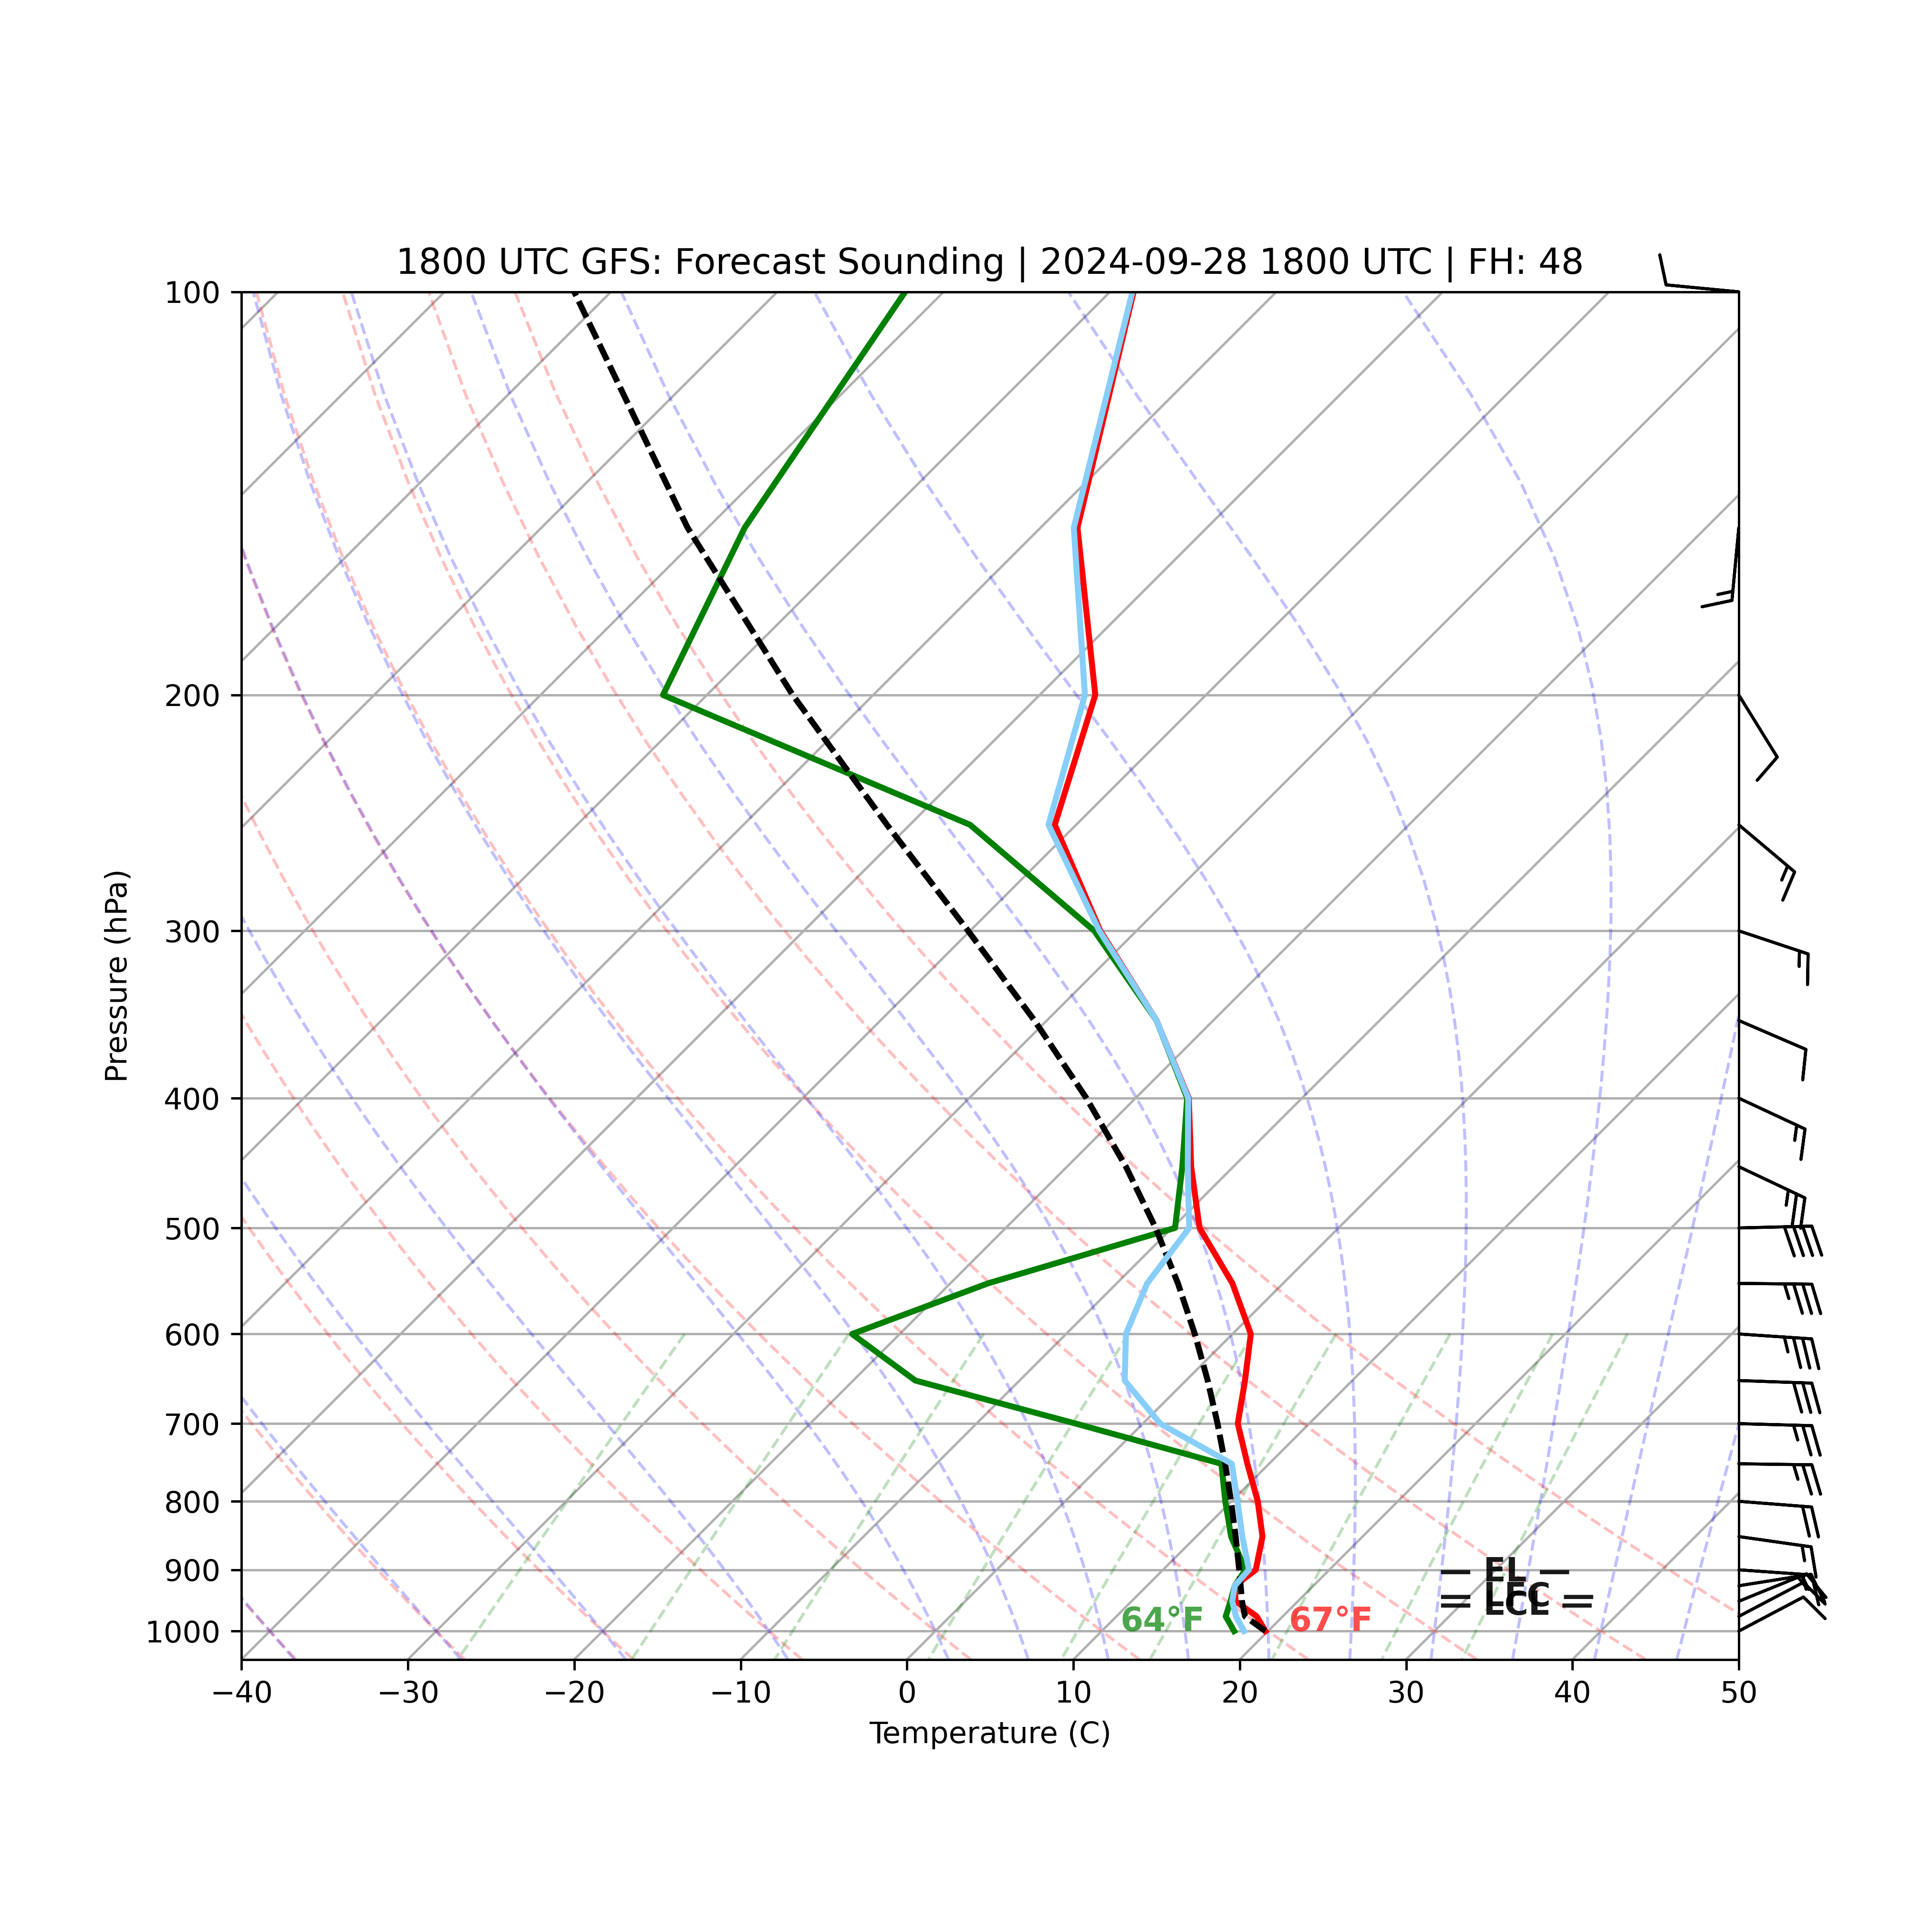 1800 UTC GFS: Forecast Sounding | 2024-09-28 1800 UTC | FH: 48
100
200
300
400
500
600
700
800
900
1000
Pressure (hPa)
— EL —
= LFC
= LCL =
64°F
67°F
−40 −30 −20 −10 0 10 20 30 40 50
Temperature (C)